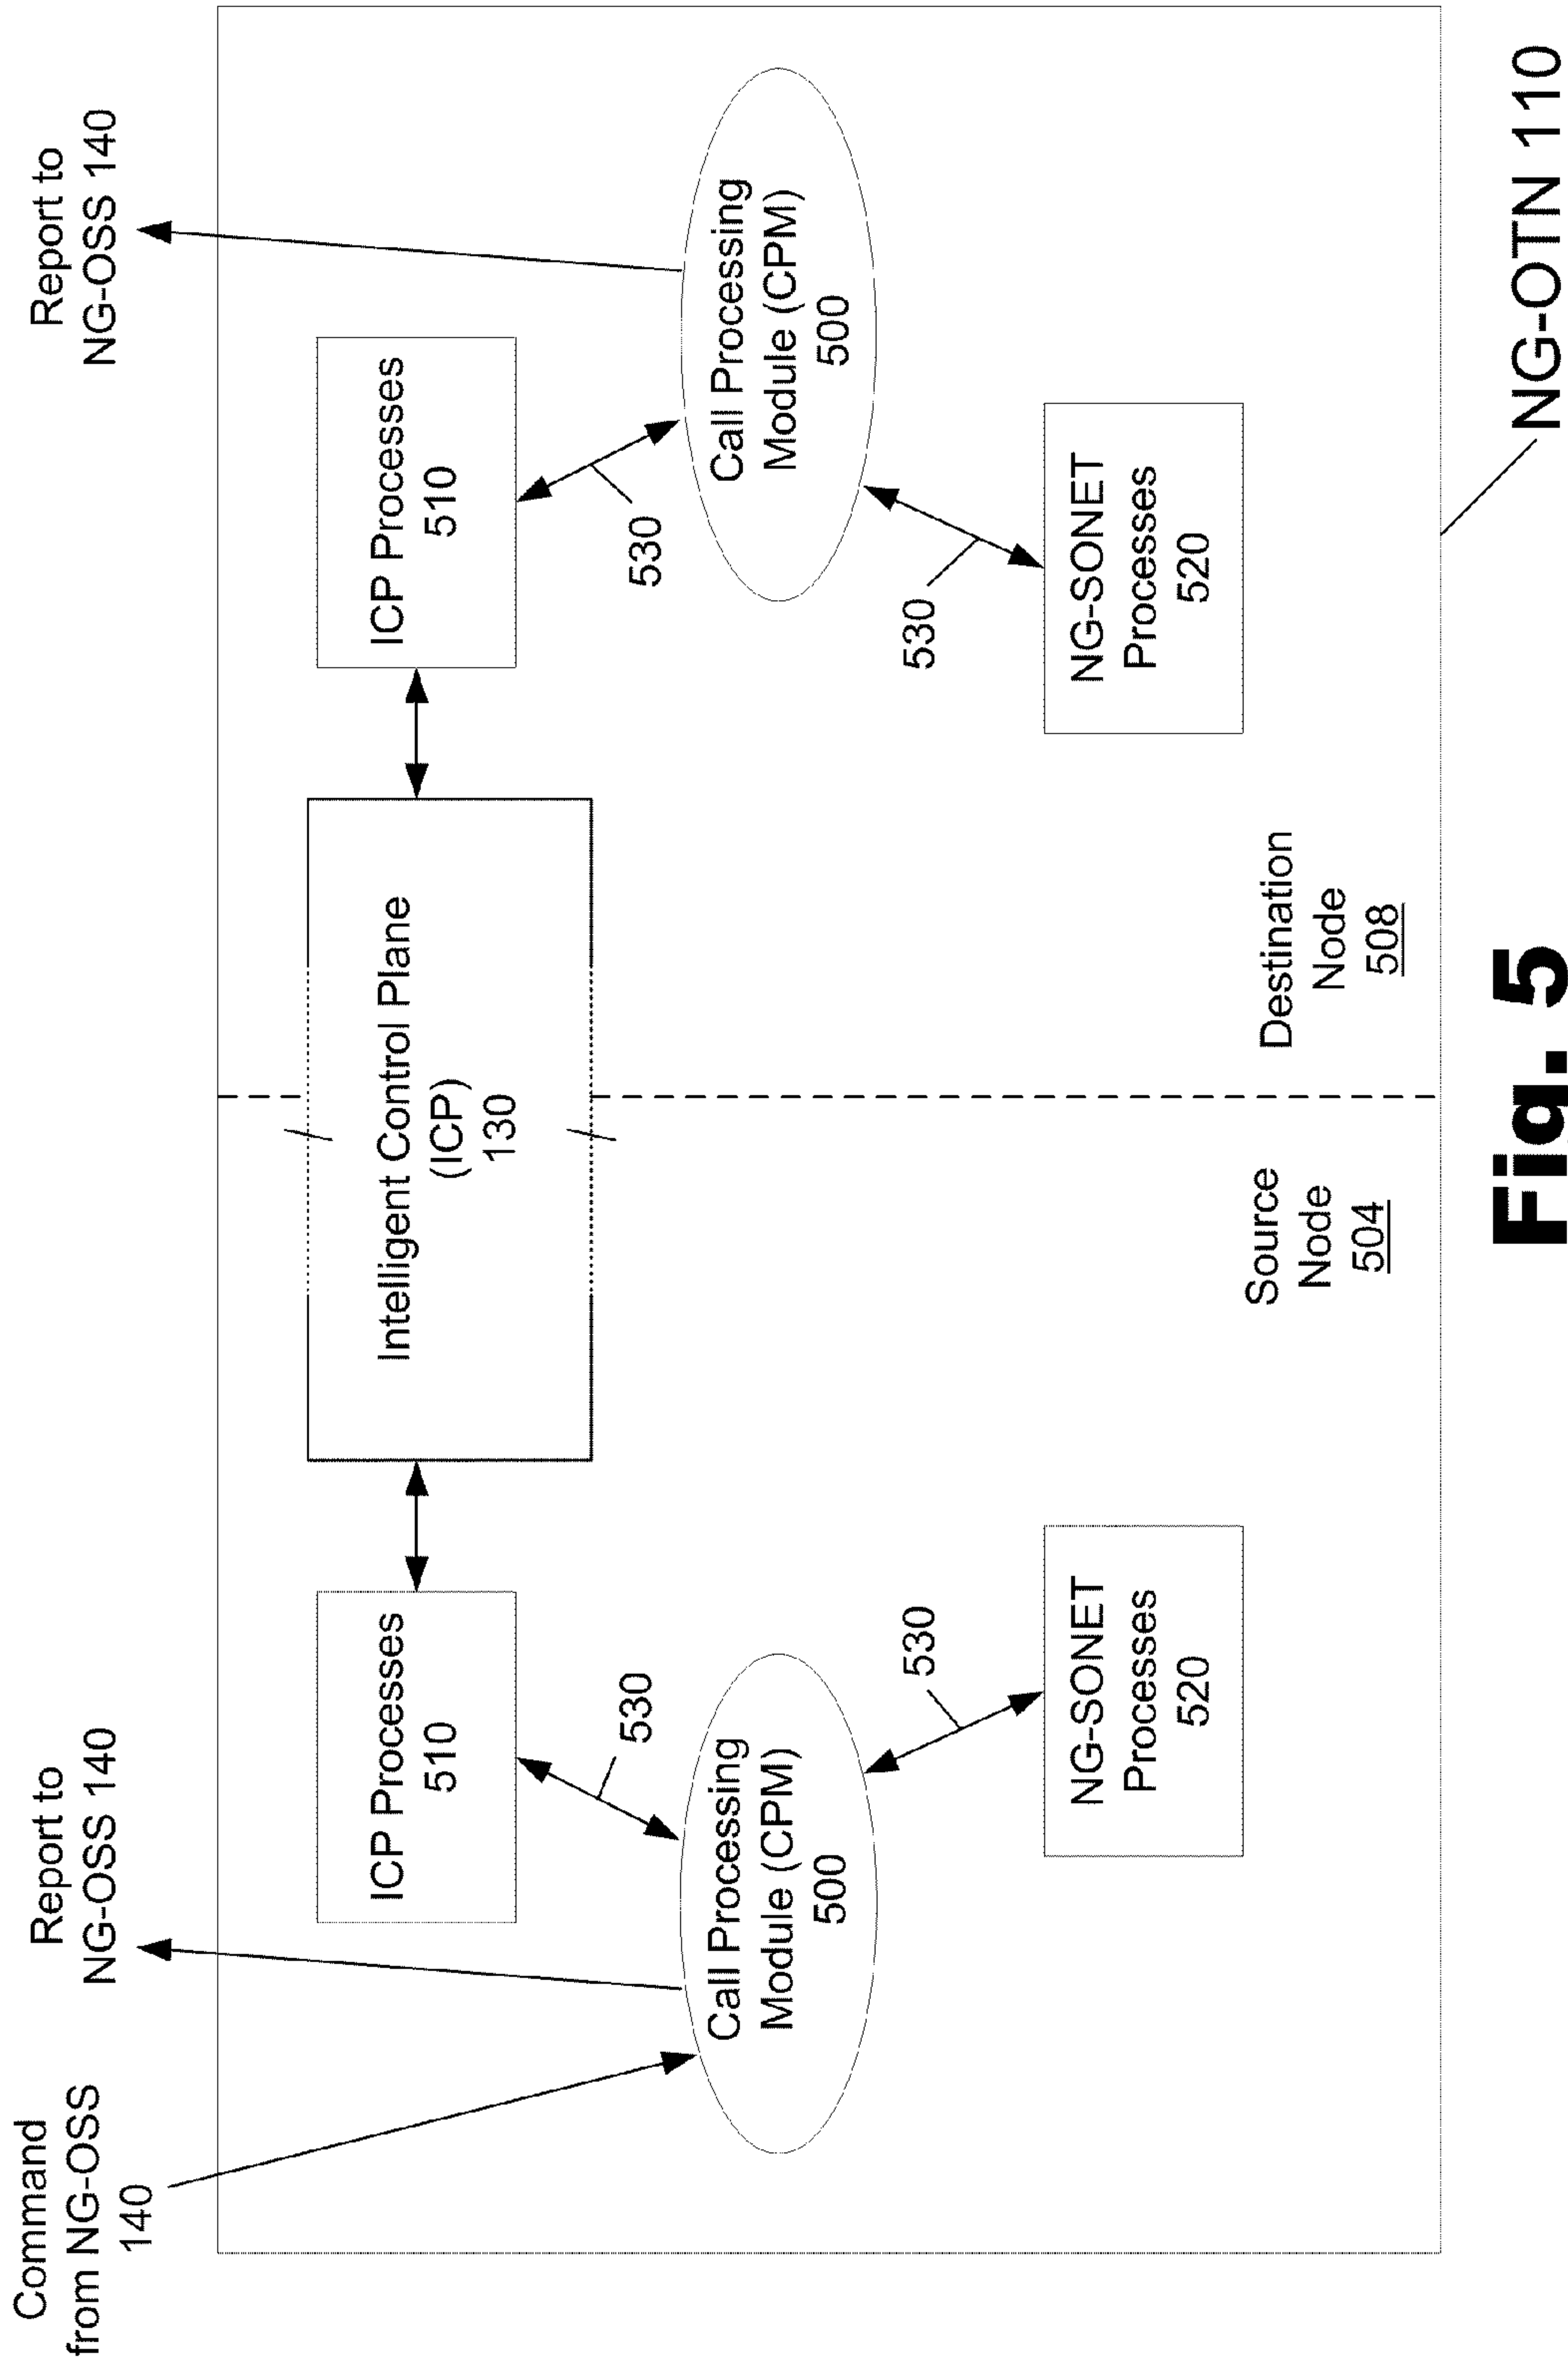 Command
from NG-OSS
140
Report to
NG-OSS 140
Report to
NG-OSS 140
ICP Processes
510
Intelligent Control Plane
(ICP)
130
ICP Processes
510
530
530
Call Processing
Module (CPM)
500
Call Processing
Module (CPM)
500
530
530
NG-SONET
Processes
520
NG-SONET
Processes
520
Source
Node
504
Destination
Node
508
NG-OTN 110
Fig. 5